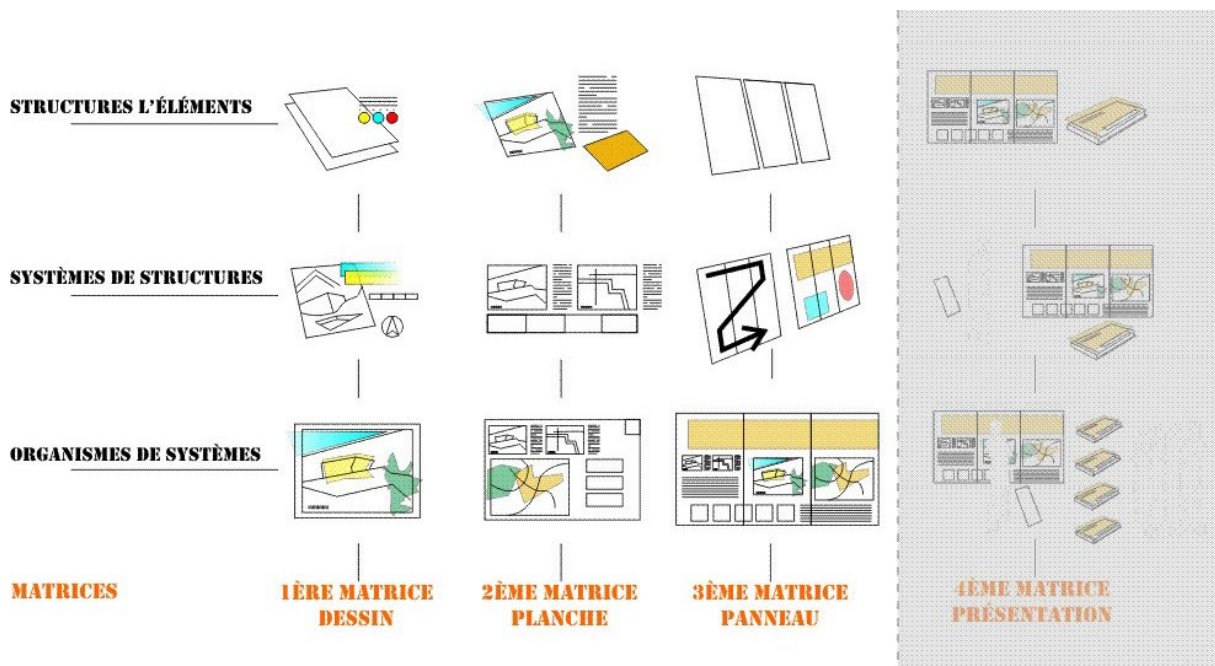 STRUCTURES L'ÉLÉMENTS
SYSTÈMES DE STRUCTURES
ORGANISMES DE SYSTÈMES
MATRICES
1ÈRE MATRICE
DESSIN
2ÈME MATRICE
PLANCHE
3ÈME MATRICE
PANNEAU
4ÈME MATRICE
PRÉSENTATION